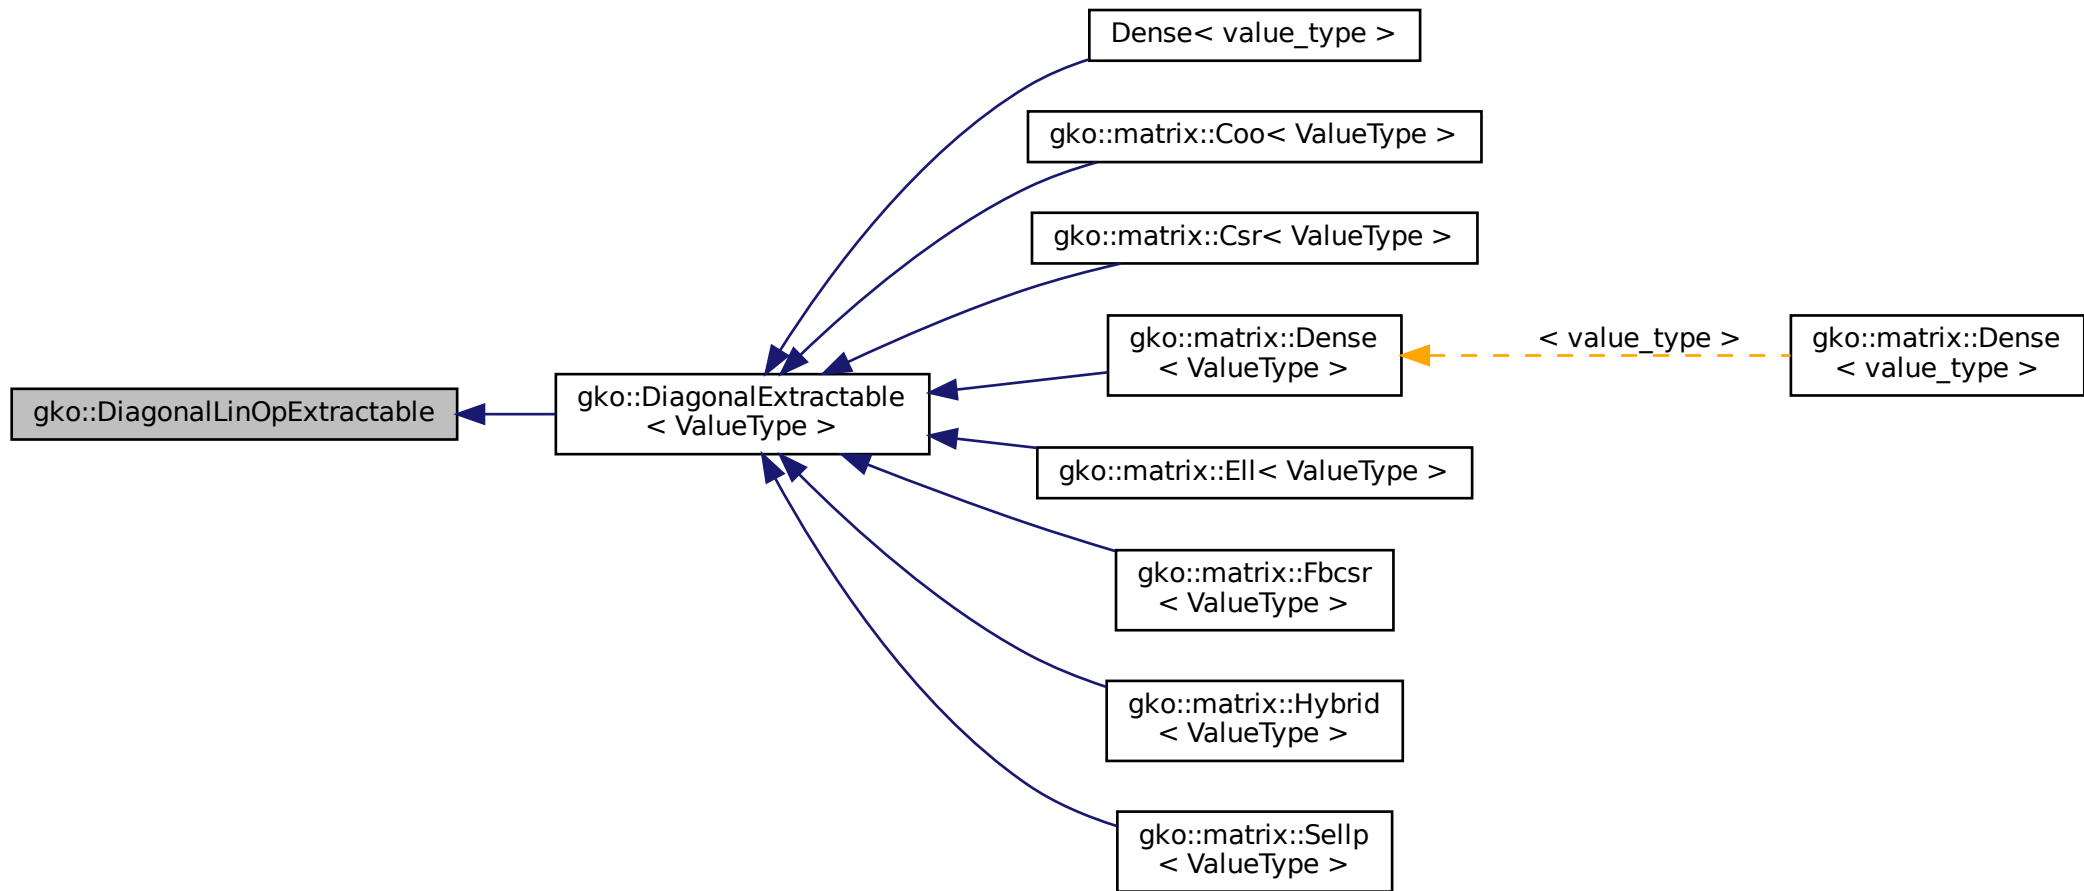 gko::DiagonalLinOpExtractable
gko::DiagonalExtractable
< ValueType >
Dense< value_type >
gko::matrix::Coo< ValueType >
gko::matrix::Csr< ValueType >
gko::matrix::Dense
< ValueType >
< value_type >
gko::matrix::Dense
< value_type >
gko::matrix::Ell< ValueType >
gko::matrix::Fbcsr
< ValueType >
gko::matrix::Hybrid
< ValueType >
gko::matrix::Sellp
< ValueType >